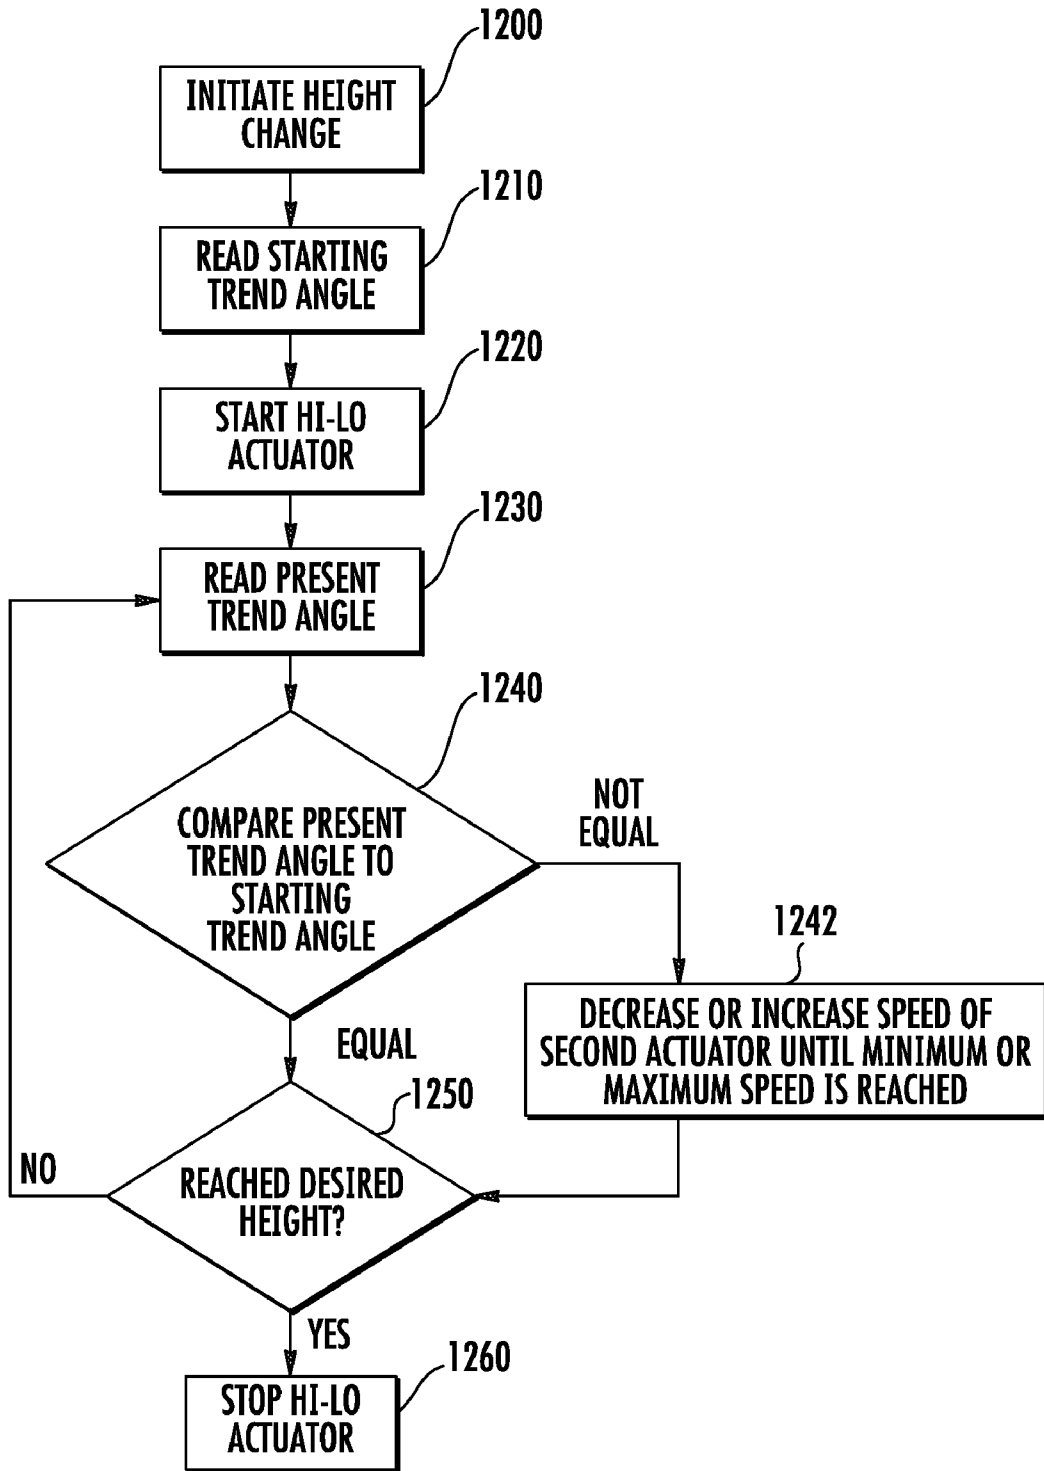 1200
INITIATE HEIGHT
CHANGE
1210
READ STARTING
TREND ANGLE
1220
START HI-LO
ACTUATOR
1230
READ PRESENT
TREND ANGLE
1240
COMPARE PRESENT
TREND ANGLE TO
STARTING
TREND ANGLE
NOT
EQUAL
1242
DECREASE OR INCREASE SPEED OF
SECOND ACTUATOR UNTIL MINIMUM OR
MAXIMUM SPEED IS REACHED
EQUAL
1250
REACHED DESIRED
HEIGHT?
NO
YES
1260
STOP HI-LO
ACTUATOR